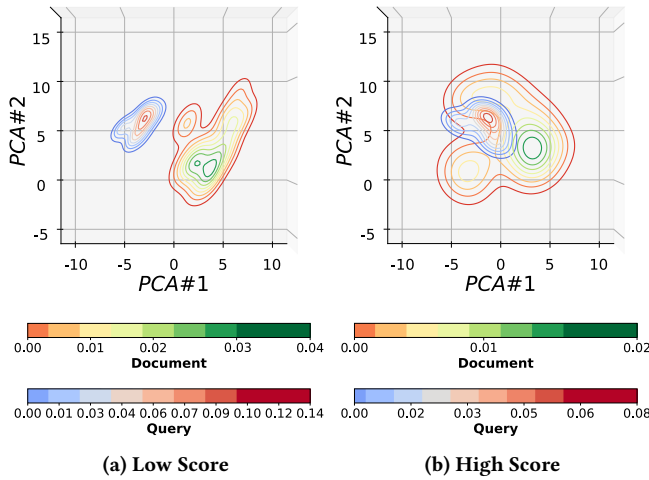 15
10
5
0
-5
PCA#2
-10 -5 0 5 10
PCA#1
0.00 0.01 0.02 0.03 0.04
Document
0.00 0.01 0.03 0.04 0.06 0.07 0.09 0.10 0.12 0.14
Query
(a) Low Score
15
10
5
0
-5
PCA#2
-10 -5 0 5 10
PCA#1
0.00 0.01 0.02
Document
0.00 0.02 0.03 0.05 0.06 0.08
Query
(b) High Score